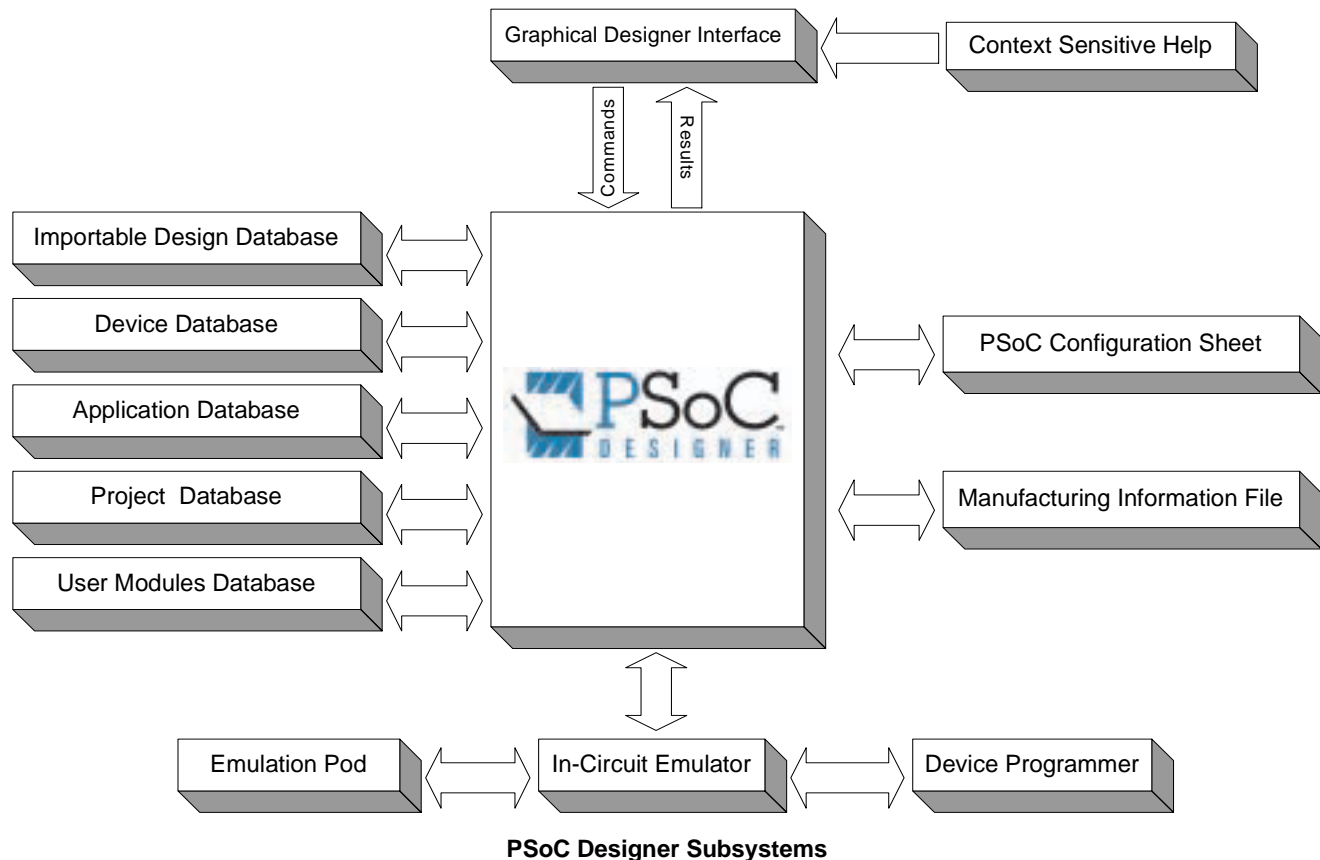 Graphical Designer Interface
Context Sensitive Help
Commands
Results
Importable Design Database
Device Database
Application Database
Project Database
User Modules Database
PSoC
DESIGNER
PSoC Configuration Sheet
Manufacturing Information File
Emulation Pod
In-Circuit Emulator
Device Programmer
PSoC Designer Subsystems